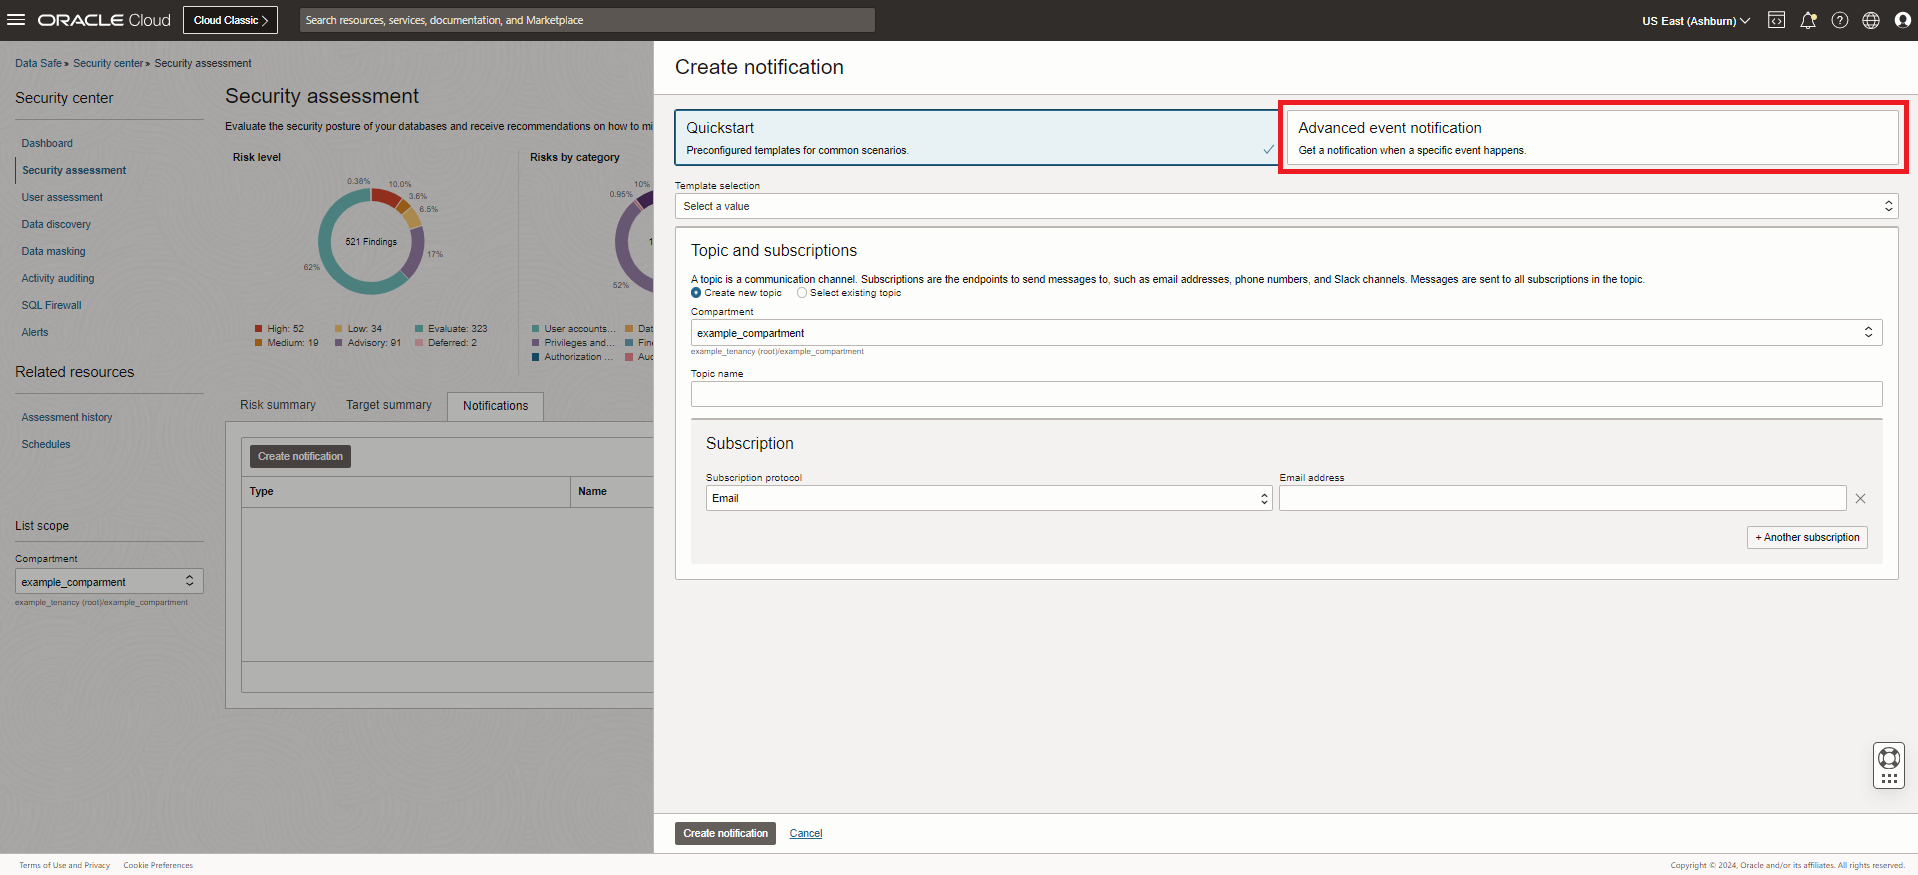 ORACLE Cloud
Cloud Classic >
Search resources, services, documentation, and Marketplace
US East (Ashburn)
Data Safe » Security center » Security assessment
Security center
Dashboard
Security assessment
User assessment
Data discovery
Data masking
Activity auditing
SQL Firewall
Alerts
Related resources
Assessment history
Schedules
List scope
Compartment
example_comparment
example_tenancy (root)/example_compartment
Security assessment
Evaluate the security posture of your databases and receive recommendations on how to mi
Risk level
0.38%
10.0%
3.6%
6.5%
17%
62%
521 Findings
High: 52
Low: 34
Evaluate: 323
Medium: 19
Advisory: 91
Deferred: 2
Risks by category
10%
0.95%
1
52%
User accounts...
Dat
Privileges and...
Fine
Authorization ...
Auc
Risk summary
Target summary
Notifications
Create notification
Type
Name
Create notification
Quickstart
Preconfigured templates for common scenarios.
Advanced event notification
Get a notification when a specific event happens.
Template selection
Select a value
Topic and subscriptions
A topic is a communication channel. Subscriptions are the endpoints to send messages to, such as email addresses, phone numbers, and Slack channels. Messages are sent to all subscriptions in the topic.
Create new topic
Select existing topic
Compartment
example_compartment
example_tenancy (root)/example_compartment
Topic name
Subscription
Subscription protocol
Email
Email address
+ Another subscription
Create notification
Cancel
Terms of Use and Privacy
Cookie Preferences
Copyright © 2024, Oracle and/or its affiliates. All rights reserved.